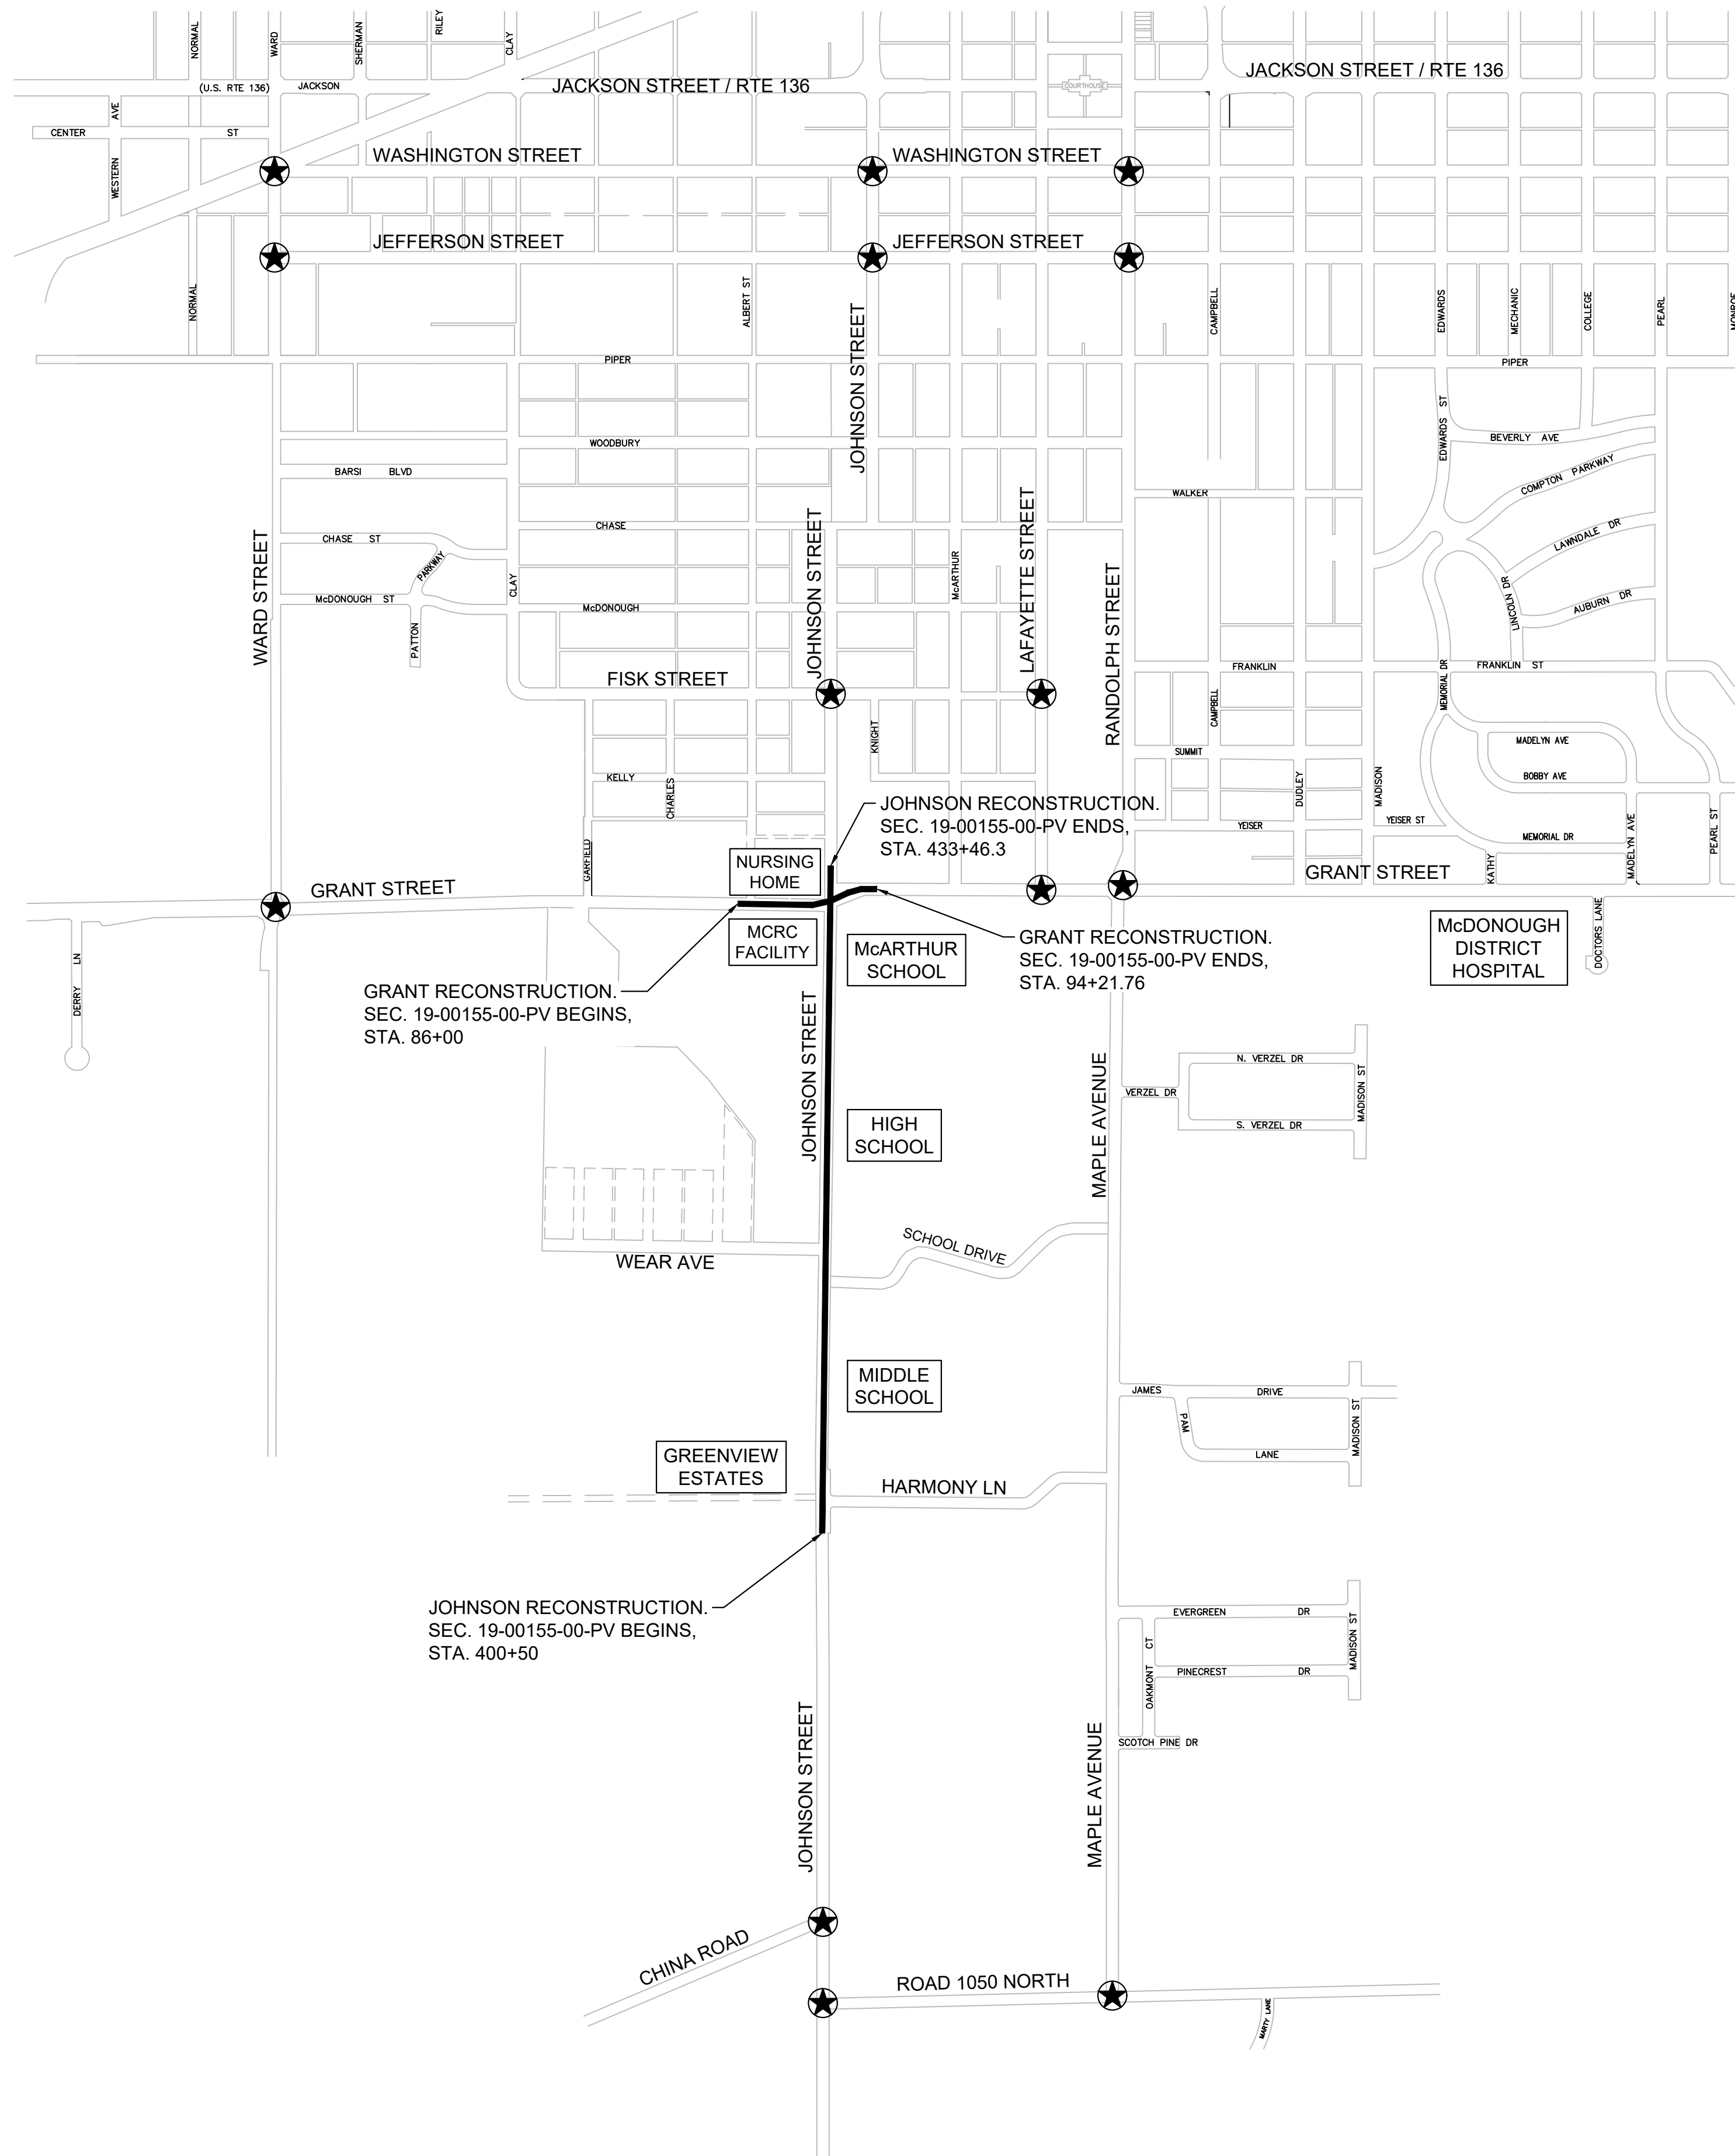 NORMAL
WARD
SHERMAN
RILEY
CLAY
(U.S. RTE 136)
JACKSON
JACKSON STREET / RTE 136
COURTHOUSE
JACKSON STREET / RTE 136
AVE
WESTERN
CENTER
ST
WASHINGTON STREET
WASHINGTON STREET
JEFFERSON STREET
JEFFERSON STREET
NORMAL
ALBERT ST
JOHNSON STREET
CAMPBELL
EDWARDS
MECHANIC
COLLEGE
PEARL
MONROE
PIPER
PIPER
WOODBURY
BARSI BLVD
EDWARDS ST
BEVERLY AVE
COMPTON PARKWAY
WALKER
CHASE
CHASE ST
PARKWAY
CLAY
LAWNDALE DR
LINCOLN DR
AUBURN DR
WARD STREET
JOHNSON STREET
McARTHUR
LAFAYETTE STREET
RANDOLPH STREET
McDONOUGH ST
McDONOUGH
PATTON
FISK STREET
FRANKLIN
FRANKLIN ST
MEMORIAL DR
CAMPBELL
KNIGHT
SUMMIT
MADELYN AVE
BOBBY AVE
KELLY
CHARLES
DUDLEY
MADISON
YEISER
YEISER ST
MEMORIAL DR
MADELYN AVE
PEARL ST
KATHY
GARFIELD
JOHNSON RECONSTRUCTION.
SEC. 19-00155-00-PV ENDS,
STA. 433+46.3
NURSING
HOME
GRANT STREET
GRANT STREET
MCRC
FACILITY
McARTHUR
SCHOOL
GRANT RECONSTRUCTION.
SEC. 19-00155-00-PV ENDS,
STA. 94+21.76
McDONOUGH
DISTRICT
HOSPITAL
DOCTORS LANE
DERRY LN
GRANT RECONSTRUCTION.
SEC. 19-00155-00-PV BEGINS,
STA. 86+00
JOHNSON STREET
MAPLE AVENUE
N. VERZEL DR
VERZEL DR
S. VERZEL DR
MADISON ST
HIGH
SCHOOL
SCHOOL DRIVE
WEAR AVE
MIDDLE
SCHOOL
JAMES
DRIVE
PAM
LANE
MADISON ST
GREENVIEW
ESTATES
HARMONY LN
JOHNSON RECONSTRUCTION.
SEC. 19-00155-00-PV BEGINS,
STA. 400+50
EVERGREEN DR
MADISON ST
OAKMONT CT
PINECREST DR
SCOTCH PINE DR
JOHNSON STREET
MAPLE AVENUE
CHINA ROAD
ROAD 1050 NORTH
MARTY LANE